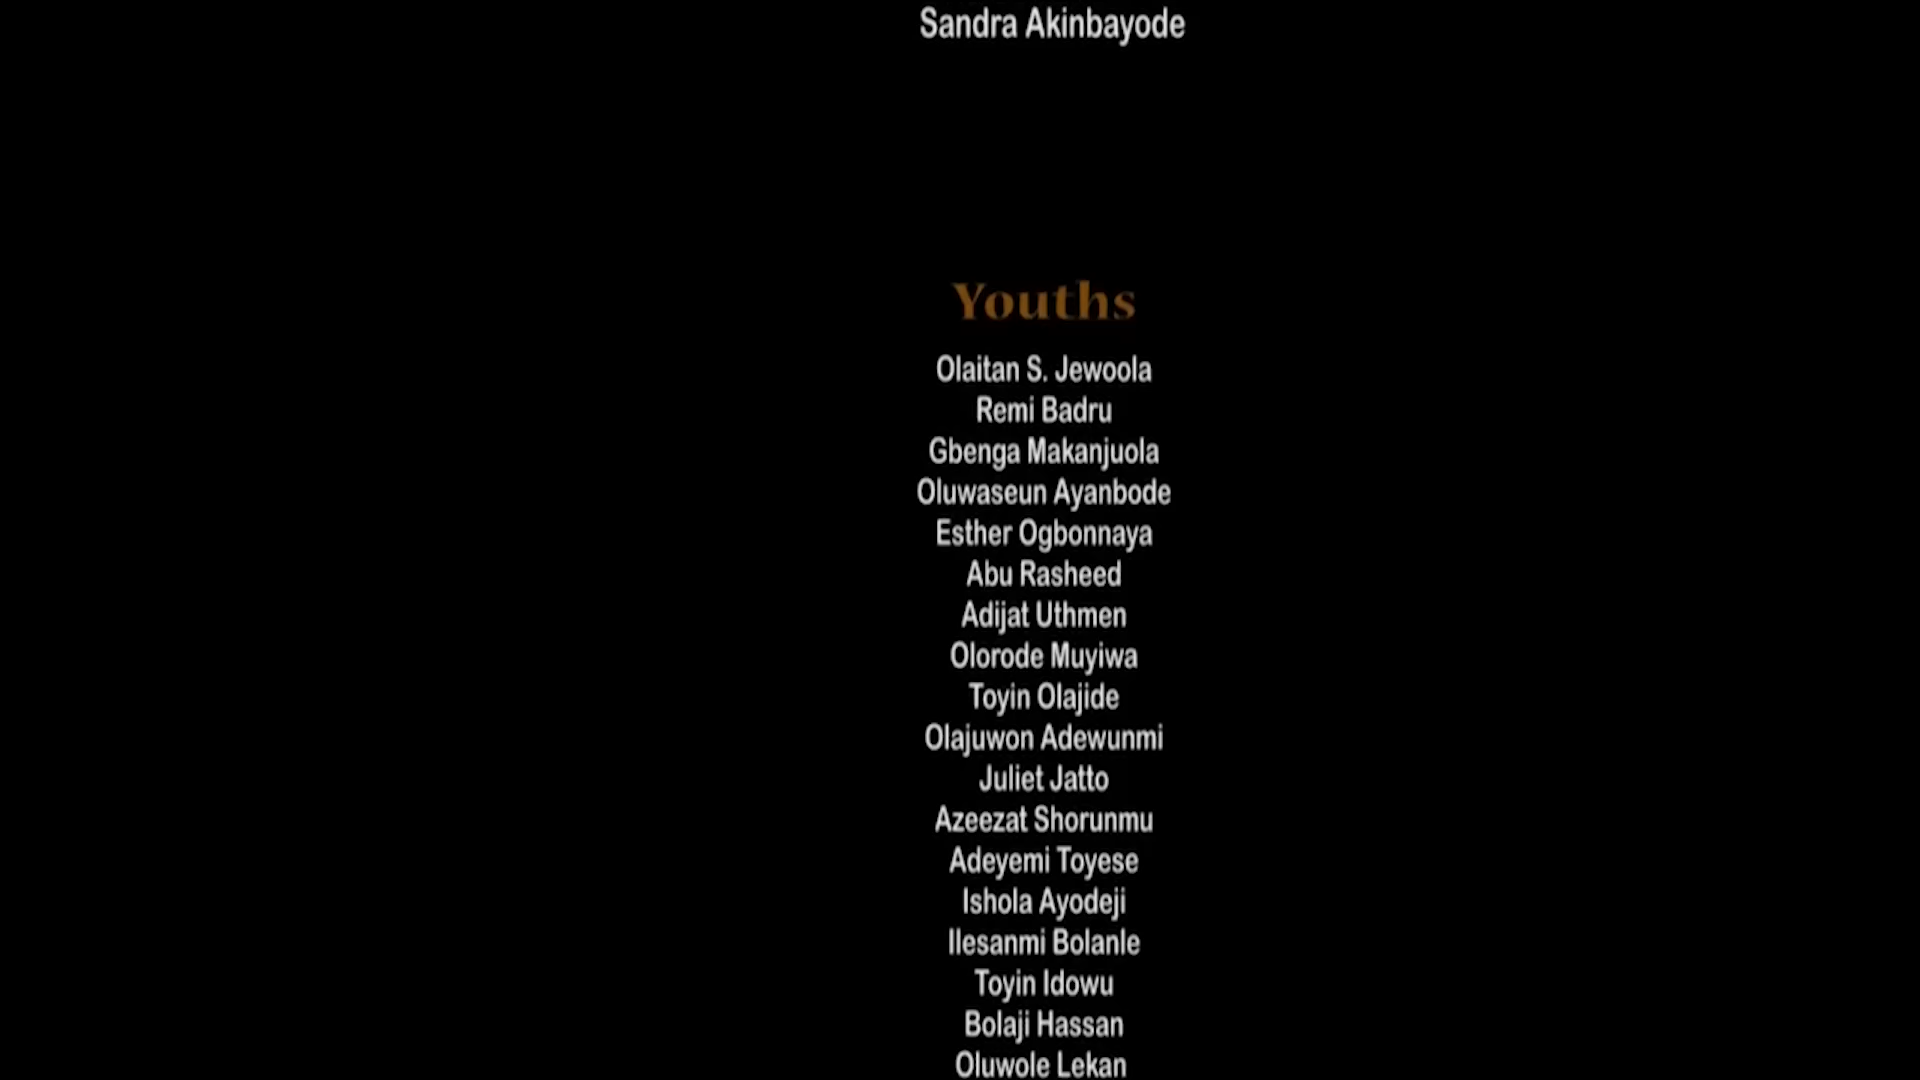 Sandra Akinbayode
Youths
Olaitan S. Jewoola
Remi Badru
Gbenga Makanjuola
Oluwaseun Ayanbode
Esther Ogbonnaya
Abu Rasheed
Adijat Uthmen
Olorode Muyiwa
Toyin Olajide
Olajuwon Adewunmi
Juliet Jatto
Azeezat Shorunmu
Adeyemi Toyese
Ishola Ayodeji
Ilesanmi Bolanle
Toyin Idowu
Bolaji Hassan
Oluwole Lekan